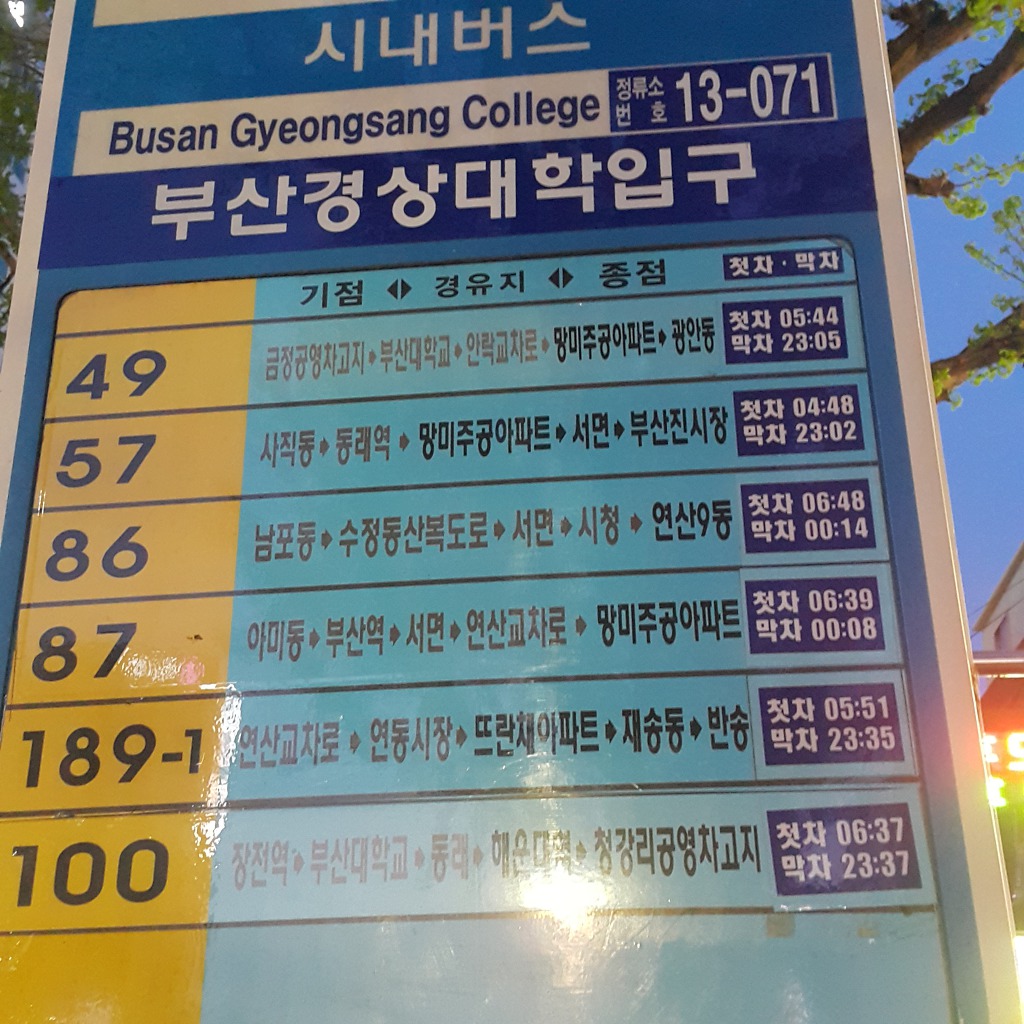 시내버스
Busan Gyeongsang College 정류소 번호 13-071
부산경상대학입구
기점 ◀▶ 경유지 ◀▶ 종점 첫차·막차
49 금정공영차고지▶부산대학교▶안락교차로▶망미주공아파트▶광안동 첫차 05:44
막차 23:05
57 사직동▶동래역▶망미주공아파트▶서면▶부산진시장 첫차 04:48
막차 23:02
86 남포동▶수정동산복도로▶서면▶시청▶연산9동 첫차 06:48
막차 00:14
87 아미동▶부산역▶서면▶연산교차로▶망미주공아파트 첫차 06:39
막차 00:08
189-1 연산교차로▶연동시장▶뜨란채아파트▶재송동▶반송 첫차 05:51
막차 23:35
100 장전역▶부산대학교▶동래▶해운대역▶청강리공영차고지 첫차 06:37
막차 23:37